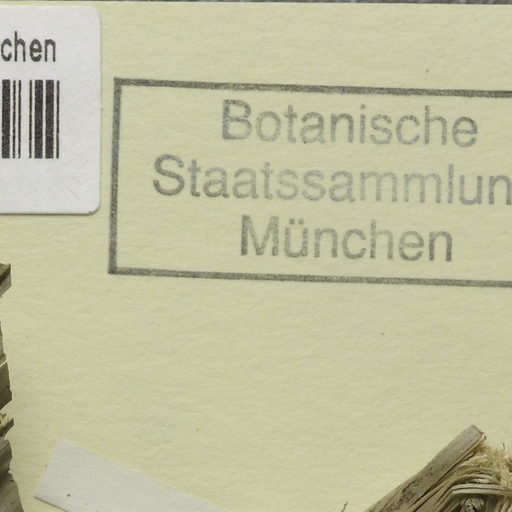 chen
Botanische
Staatssammlun
München